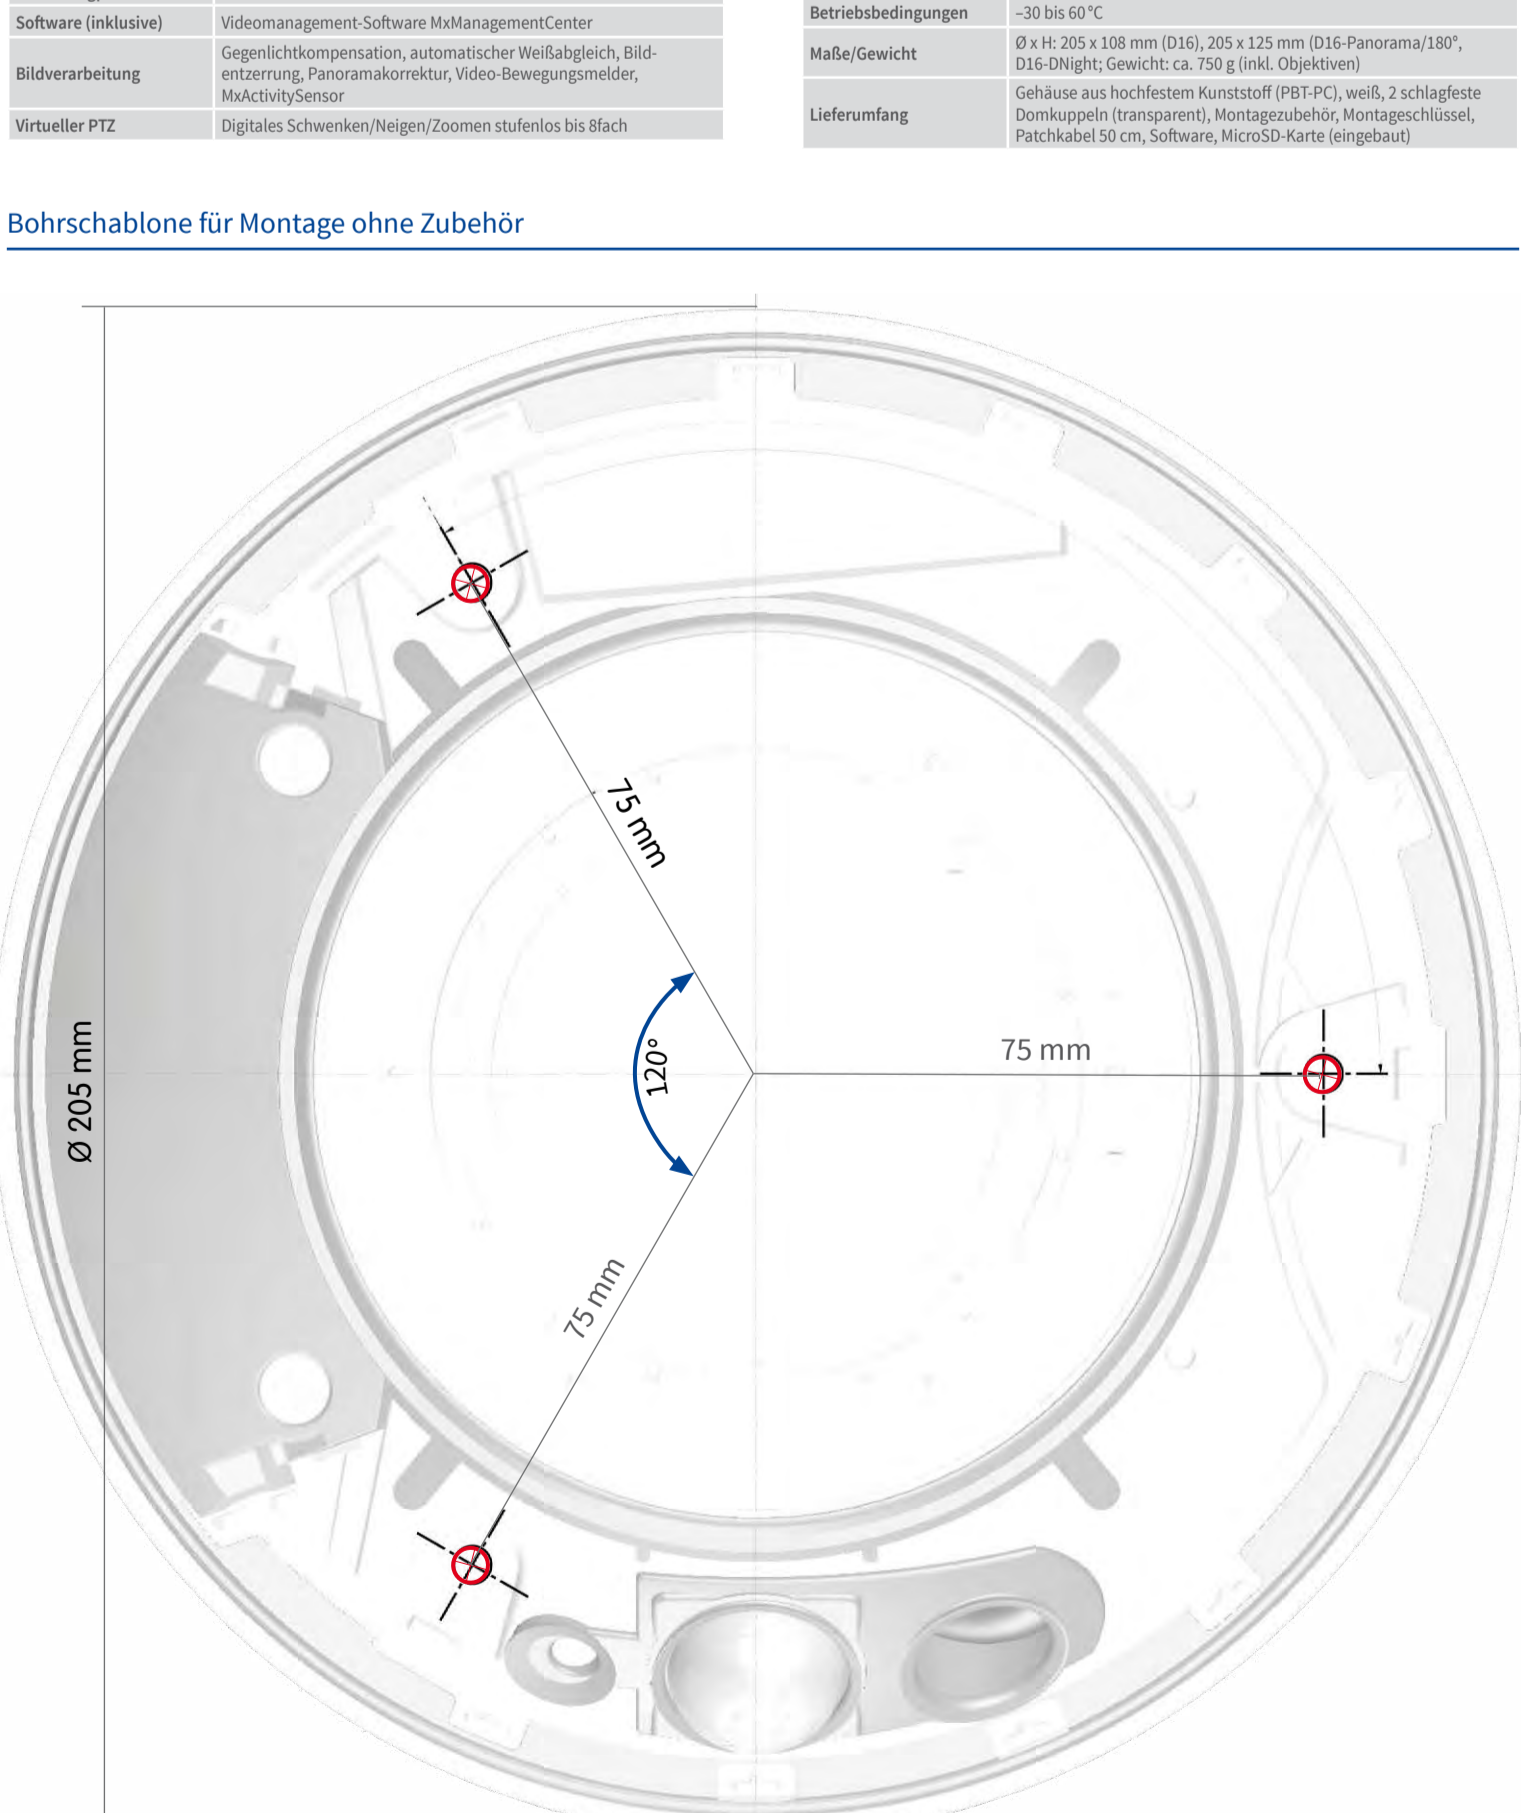 Software (inklusive) Videomanagement-Software MxManagementCenter
Bildverarbeitung Gegenlichtkompensation, automatischer Weißabgleich, Bild-
entzerrung, Panoramakorrektur, Video-Bewegungsmelder,
MxActivitySensor
Virtueller PTZ Digitales Schwenken/Neigen/Zoomen stufenlos bis 8fach
Betriebsbedingungen –30 bis 60 °C
Maße/Gewicht Ø x H: 205 x 108 mm (D16), 205 x 125 mm (D16-Panorama/180°,
D16-DNight; Gewicht: ca. 750 g (inkl. Objektiven)
Lieferumfang Gehäuse aus hochfestem Kunststoff (PBT-PC), weiß, 2 schlagfeste
Domkuppeln (transparent), Montagezubehör, Montageschlüssel,
Patchkabel 50 cm, Software, MicroSD-Karte (eingebaut)
Bohrschablone für Montage ohne Zubehör
75 mm
120°
75 mm
Ø 205 mm
75 mm